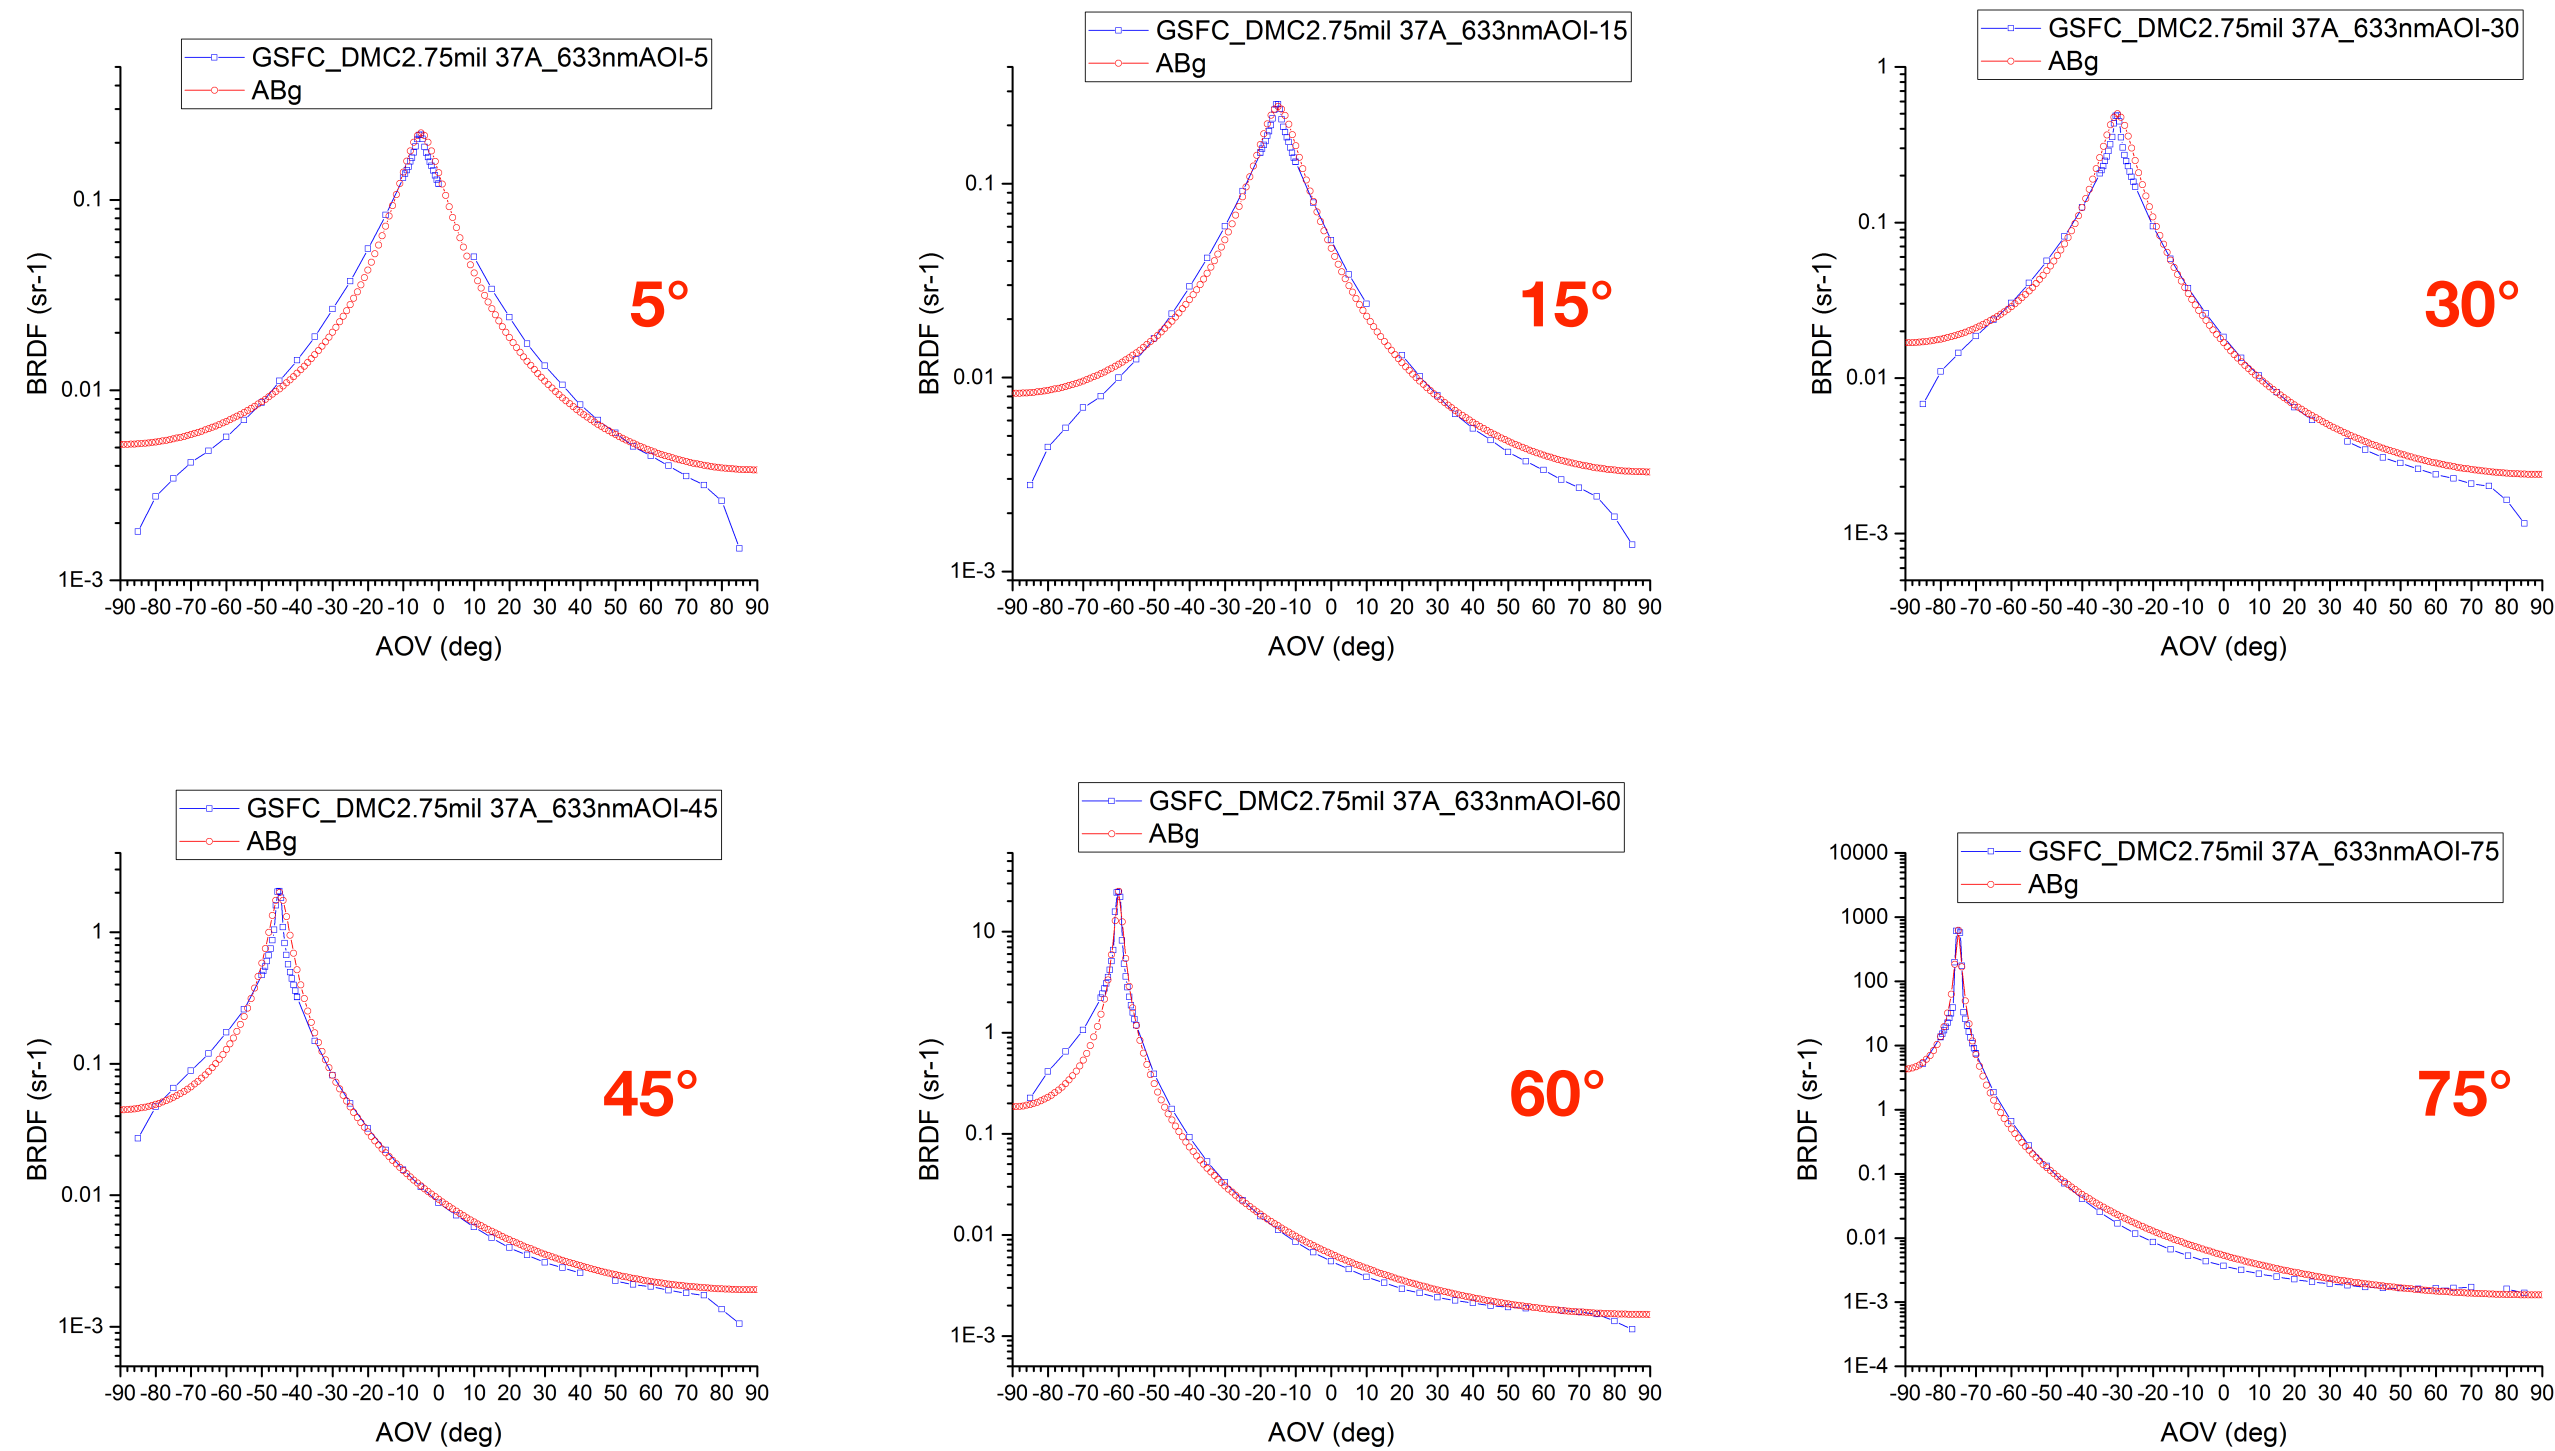 GSFC_DMC2.75mil 37A_633nmAOI-5
ABg
BRDF (sr-1)
0.1
0.01
1E-3
5°
-90 -80 -70 -60 -50 -40 -30 -20 -10 0 10 20 30 40 50 60 70 80 90
AOV (deg)
GSFC_DMC2.75mil 37A_633nmAOI-15
ABg
BRDF (sr-1)
0.1
0.01
1E-3
15°
-90 -80 -70 -60 -50 -40 -30 -20 -10 0 10 20 30 40 50 60 70 80 90
AOV (deg)
GSFC_DMC2.75mil 37A_633nmAOI-30
ABg
BRDF (sr-1)
1
0.1
0.01
1E-3
30°
-90 -80 -70 -60 -50 -40 -30 -20 -10 0 10 20 30 40 50 60 70 80 90
AOV (deg)
GSFC_DMC2.75mil 37A_633nmAOI-45
ABg
BRDF (sr-1)
1
0.1
0.01
1E-3
45°
-90 -80 -70 -60 -50 -40 -30 -20 -10 0 10 20 30 40 50 60 70 80 90
AOV (deg)
GSFC_DMC2.75mil 37A_633nmAOI-60
ABg
BRDF (sr-1)
10
1
0.1
0.01
1E-3
60°
-90 -80 -70 -60 -50 -40 -30 -20 -10 0 10 20 30 40 50 60 70 80 90
AOV (deg)
GSFC_DMC2.75mil 37A_633nmAOI-75
ABg
BRDF (sr-1)
10000
1000
100
10
1
0.1
0.01
1E-3
1E-4
75°
-90 -80 -70 -60 -50 -40 -30 -20 -10 0 10 20 30 40 50 60 70 80 90
AOV (deg)